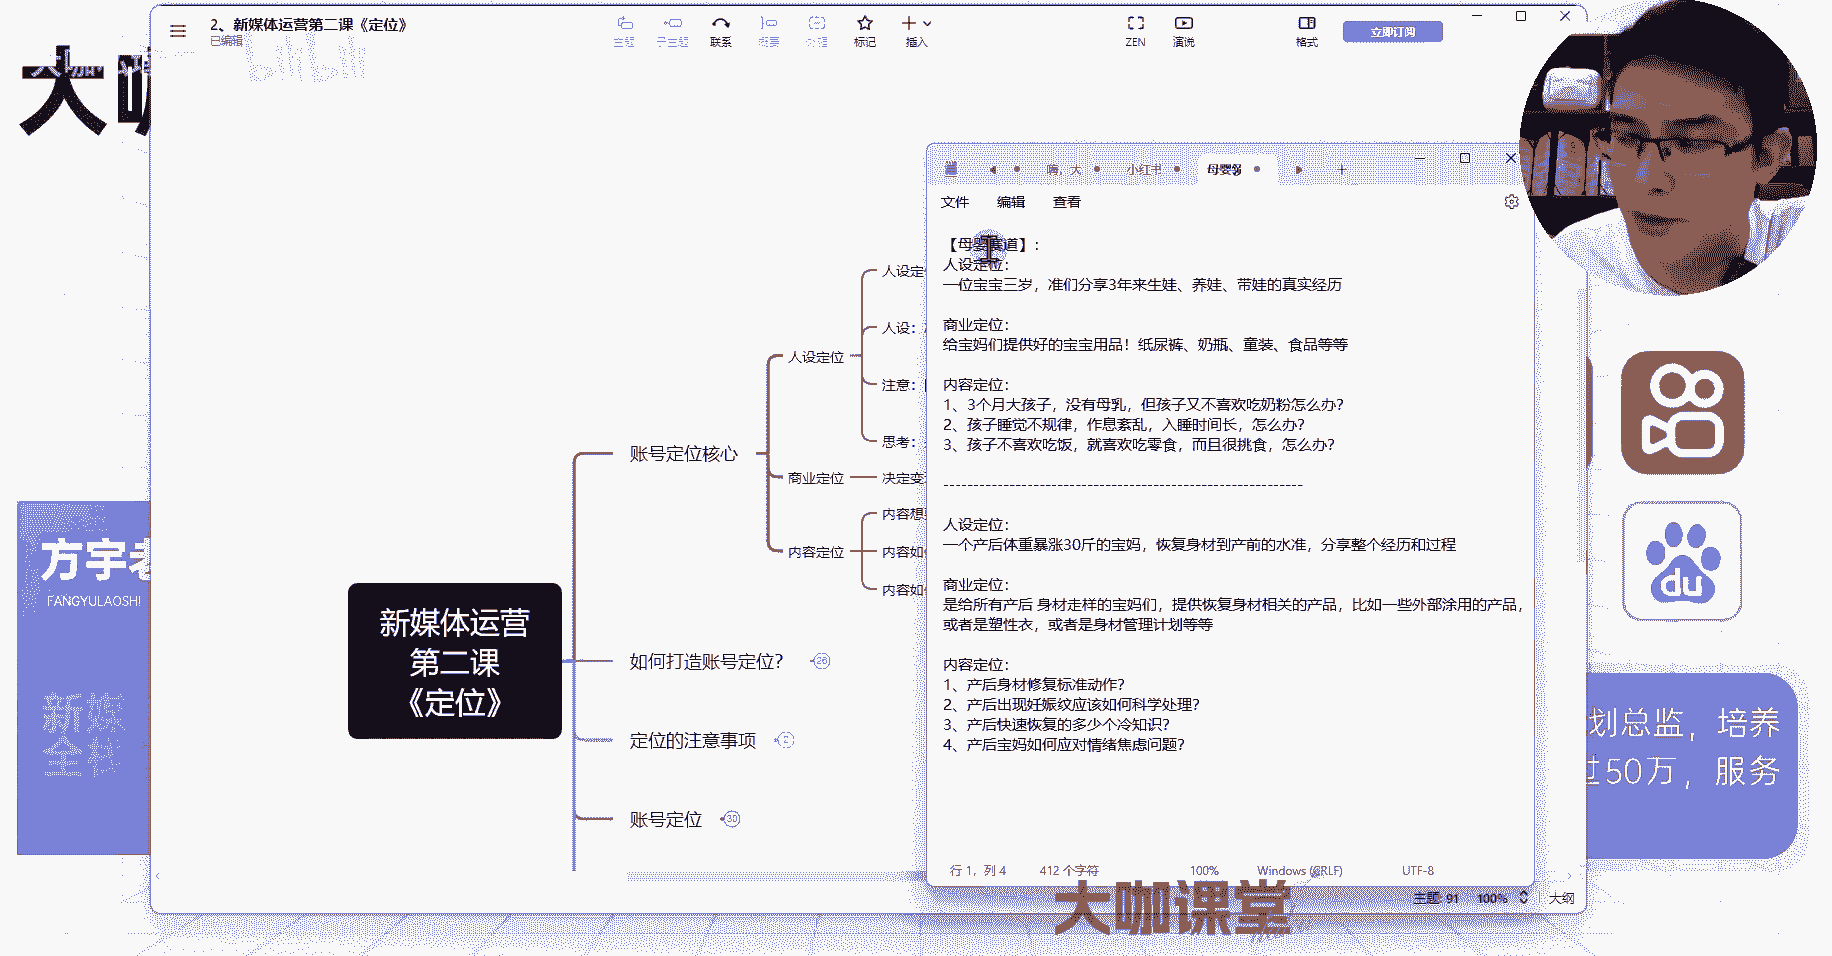 2、新媒体运营第二课《定位》
已编辑
主题
子主题
联系
概要
外框
标记
插入
ZEN
演说
格式
立即订阅
bilibili
大咖
方宇老
FANGYULAOSHI
新媒
全栈
新媒体运营
第二课
《定位》
账号定位核心
人设定位
人设定
人设：
注意：
思考：
商业定位
决定变
内容定位
内容想
内容如
内容如
如何打造账号定位？
26
定位的注意事项
2
账号定位
30
嗨，大
小红书
母婴
文件
编辑
查看
【母婴赛道】：
人设定位：
一位宝宝三岁，准们分享3年来生娃、养娃、带娃的真实经历
商业定位：
给宝妈们提供好的宝宝用品！纸尿裤、奶瓶、童装、食品等等
内容定位：
1、3个月大孩子，没有母乳，但孩子又不喜欢吃奶粉怎么办？
2、孩子睡觉不规律，作息紊乱，入睡时间长，怎么办？
3、孩子不喜欢吃饭，就喜欢吃零食，而且很挑食，怎么办？
------------------------------------------------------------
人设定位：
一个产后体重暴涨30斤的宝妈，恢复身材到产前的水准，分享整个经历和过程
商业定位：
是给所有产后 身材走样的宝妈们，提供恢复身材相关的产品，比如一些外部涂用的产品，
或者是塑性衣，或者是身材管理计划等等
内容定位：
1、产后身材修复标准动作？
2、产后出现妊娠纹应该如何科学处理？
3、产后快速恢复的多少个冷知识？
4、产后宝妈如何应对情绪焦虑问题？
行 1，列 4
412 个字符
100%
Windows (CRLF)
UTF-8
主题: 91
100%
大纲
du
划总监，培养
过50万，服务
大咖课堂